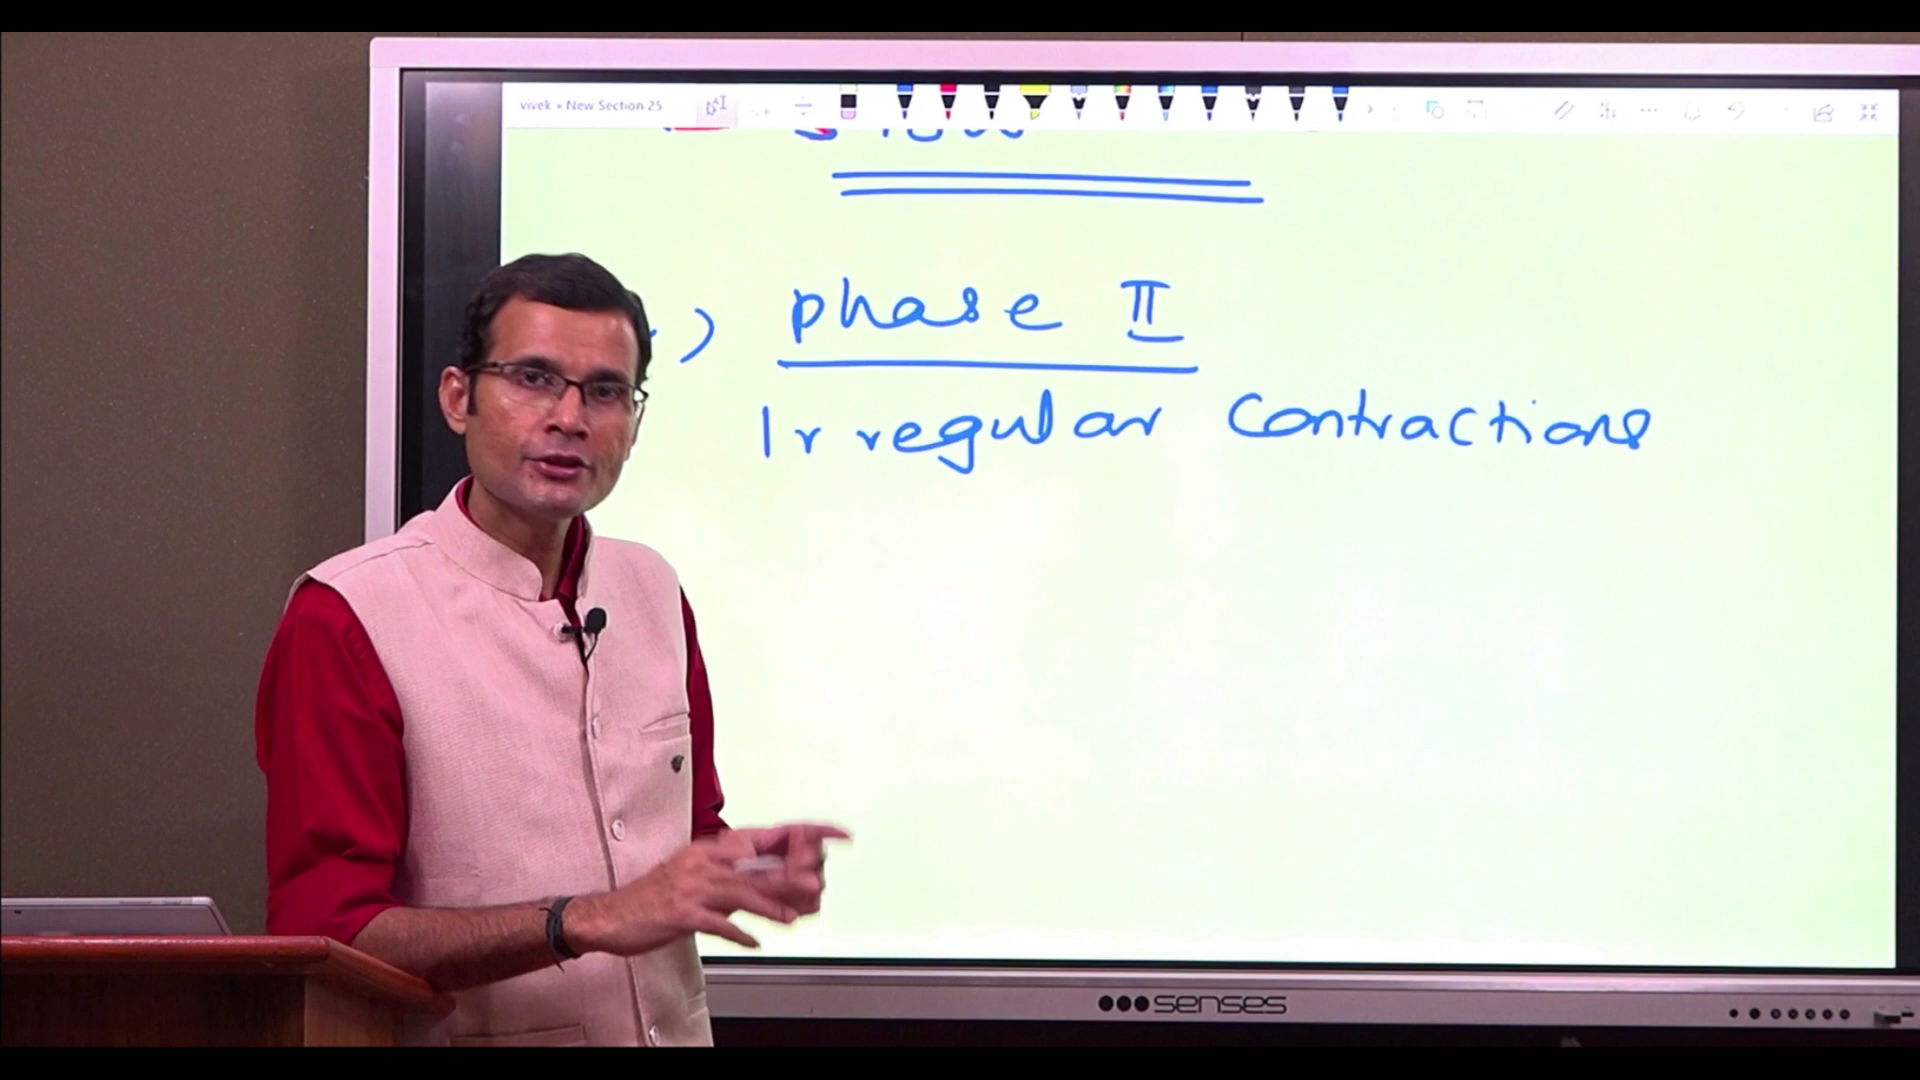 vivek » New Section 25
) phase II
Irregular Contractions
senses